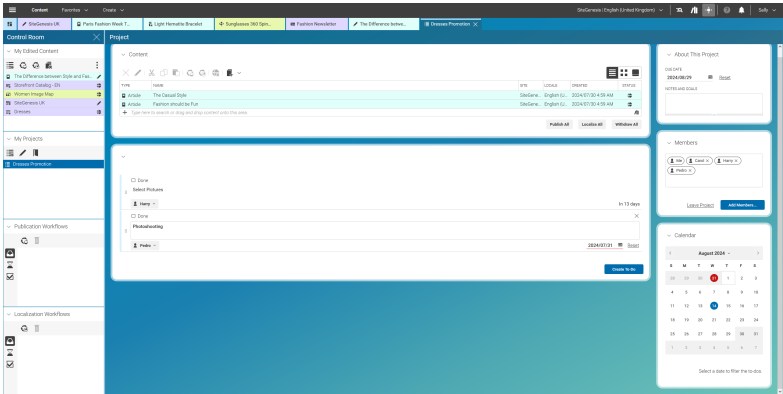 Content Favorites Create SiteGenesis | English (United Kingdom) Sally
SiteGenesis UK Paris Fashion Week T... Light Hematite Bracelet Sunglasses 360 Spin... Fashion Newsletter The Difference betwe... Dresses Promotion
Control Room
Project
My Edited Content
The Difference between Style and Fas...
Storefront Catalog - EN
Women Image Map
SiteGenesis UK
Dresses
My Projects
Dresses Promotion
Publication Workflows
Localization Workflows
Content
TYPE NAME SITE LOCALE CREATED STATUS
Article The Casual Style SiteGene... English (U... 2024/07/30 4:59 AM
Article Fashion should be Fun SiteGene... English (U... 2024/07/30 4:59 AM
Type here to search or drag and drop content onto this area.
Publish All Localize All Withdraw All
Done
Select Pictures
Harry In 13 days
Done
Photoshooting
Pedro 2024/07/31 Reset
Create To-Do
About This Project
DUE DATE
2024/08/29 Reset
NOTES AND GOALS
Members
Me Carol Harry
Pedro
Leave Project Add Members...
Calendar
August 2024
S M T W T F S
28 29 30 31 1 2 3
4 5 6 7 8 9 10
11 12 13 14 15 16 17
18 19 20 21 22 23 24
25 26 27 28 29 30 31
1 2 3 4 5 6 7
Select a date to filter the to-dos.